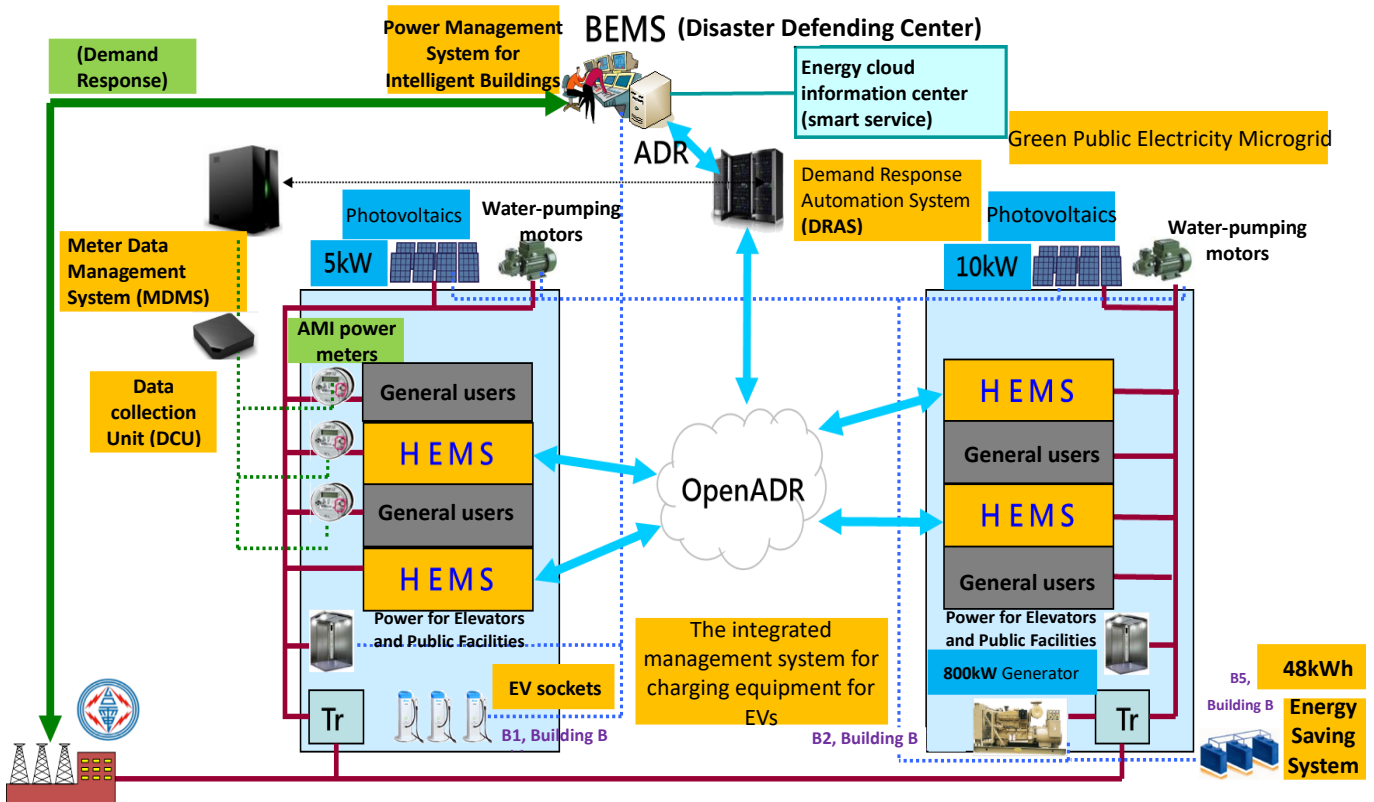 Power Management
System for
Intelligent Buildings
BEMS (Disaster Defending Center)
(Demand
Response)
Energy cloud
information center
(smart service)
Green Public Electricity Microgrid
ADR
Demand Response
Automation System
(DRAS)
Photovoltaics
Water-pumping
motors
5kW
Meter Data
Management
System (MDMS)
Photovoltaics
Water-pumping
motors
10kW
AMI power
meters
Data
collection
Unit (DCU)
General users
HEMS
General users
HEMS
OpenADR
HEMS
General users
HEMS
General users
Power for Elevators
and Public Facilities
Power for Elevators
and Public Facilities
The integrated
management system for
charging equipment for
EVs
EV sockets
B1, Building B
Tr
800kW Generator
B2, Building B
Tr
B5,
Building B
48kWh
Energy
Saving
System